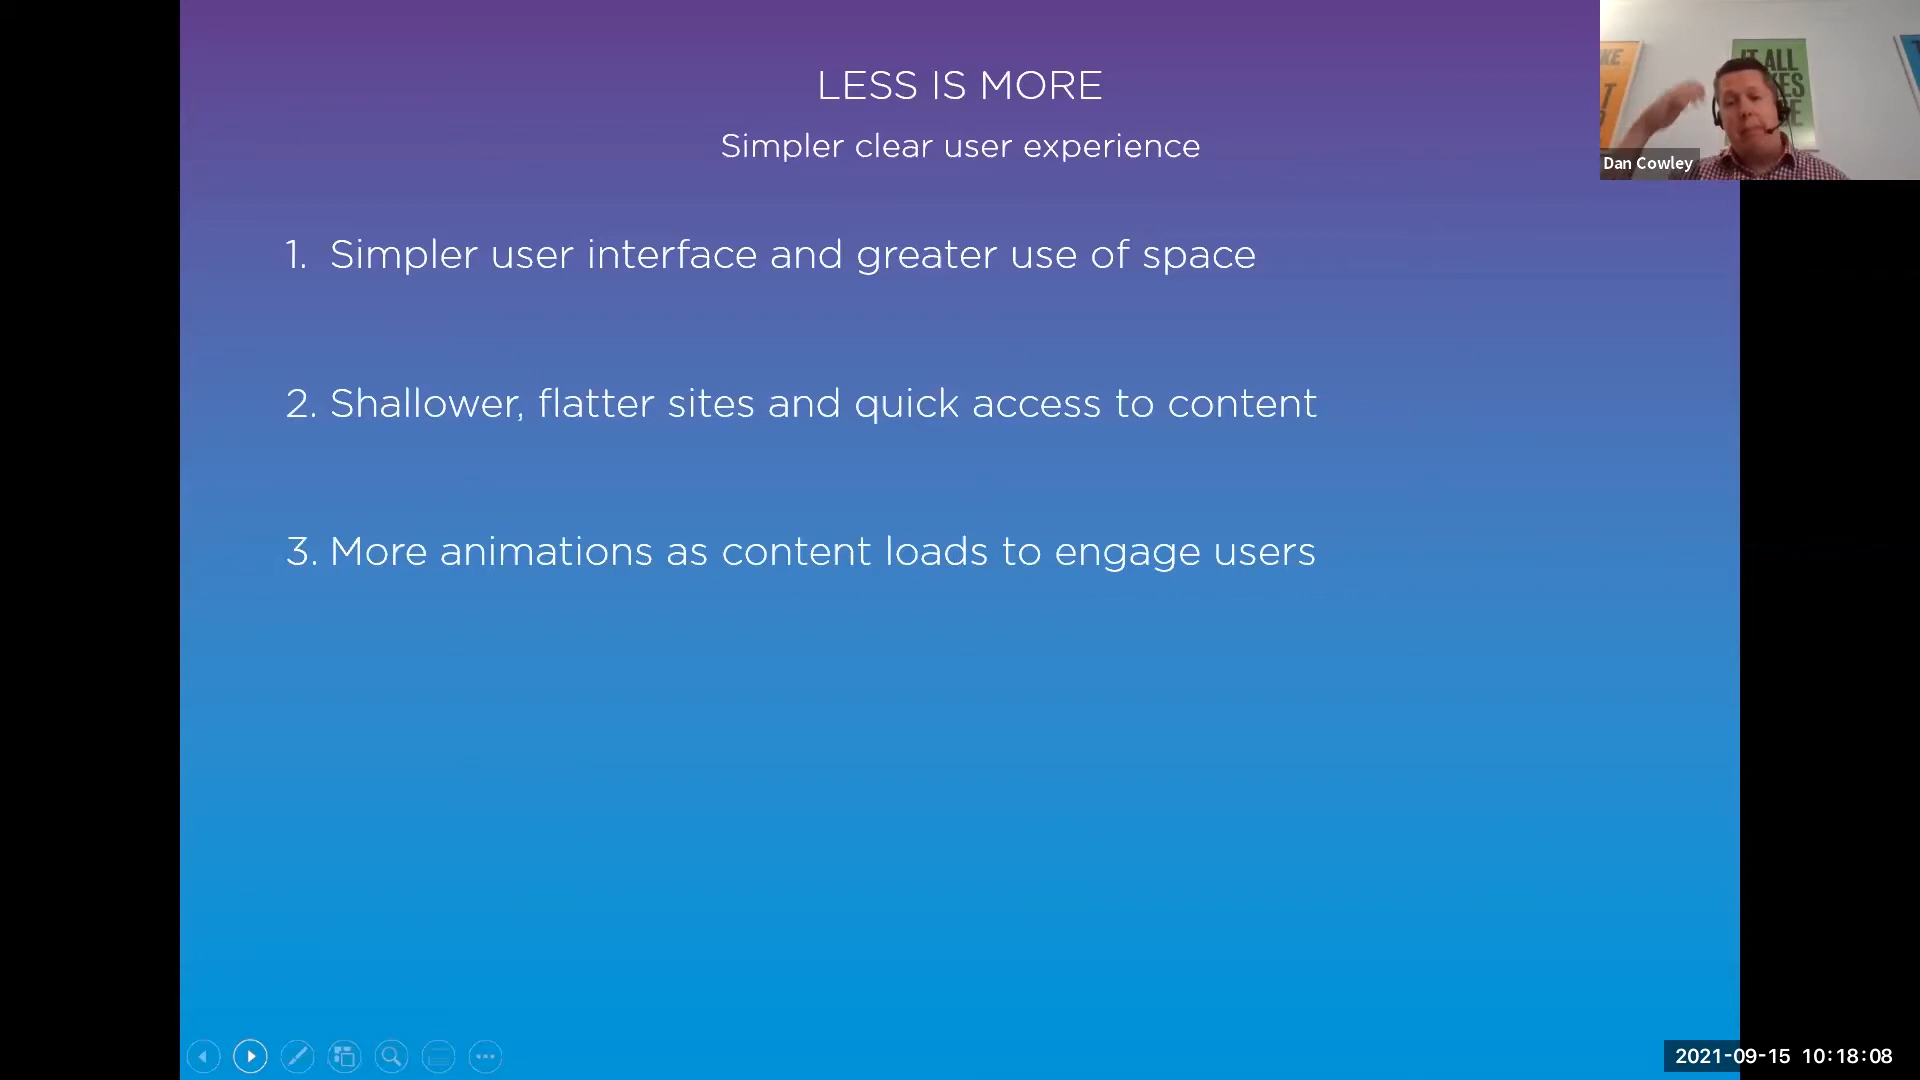 LESS IS MORE
Simpler clear user experience
1. Simpler user interface and greater use of space
2. Shallower, flatter sites and quick access to content
3. More animations as content loads to engage users
ALL
Dan Cowley
2021-09-15 10:18:08